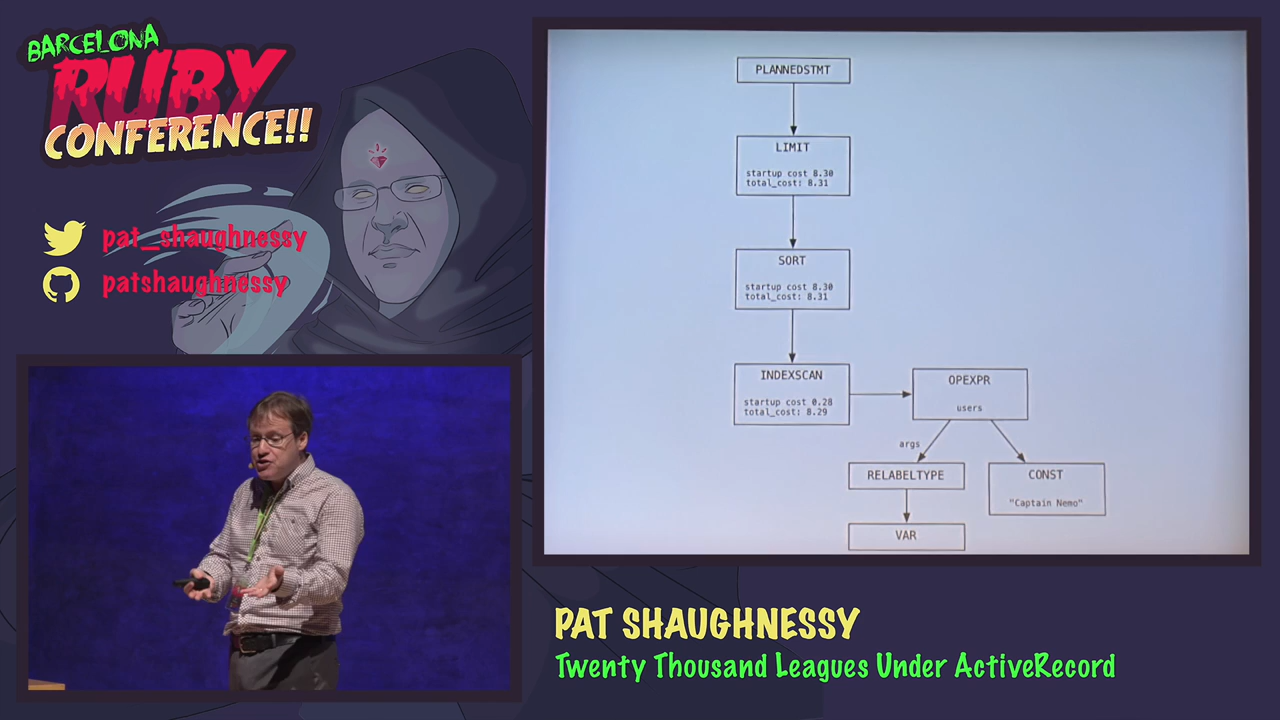 BARCELONA
RUBY
CONFERENCE!!
pat_shaughnessy
patshaughnessy
PLANNEDSTMT
LIMIT
startup cost 8.30
total_cost: 8.31
SORT
startup cost 8.30
total_cost: 8.31
INDEXSCAN
startup cost 0.28
total_cost: 8.29
OPEXPR
users
args
RELABELTYPE
CONST
"Captain Nemo"
VAR
PAT SHAUGHNESSY
Twenty Thousand Leagues Under ActiveRecord